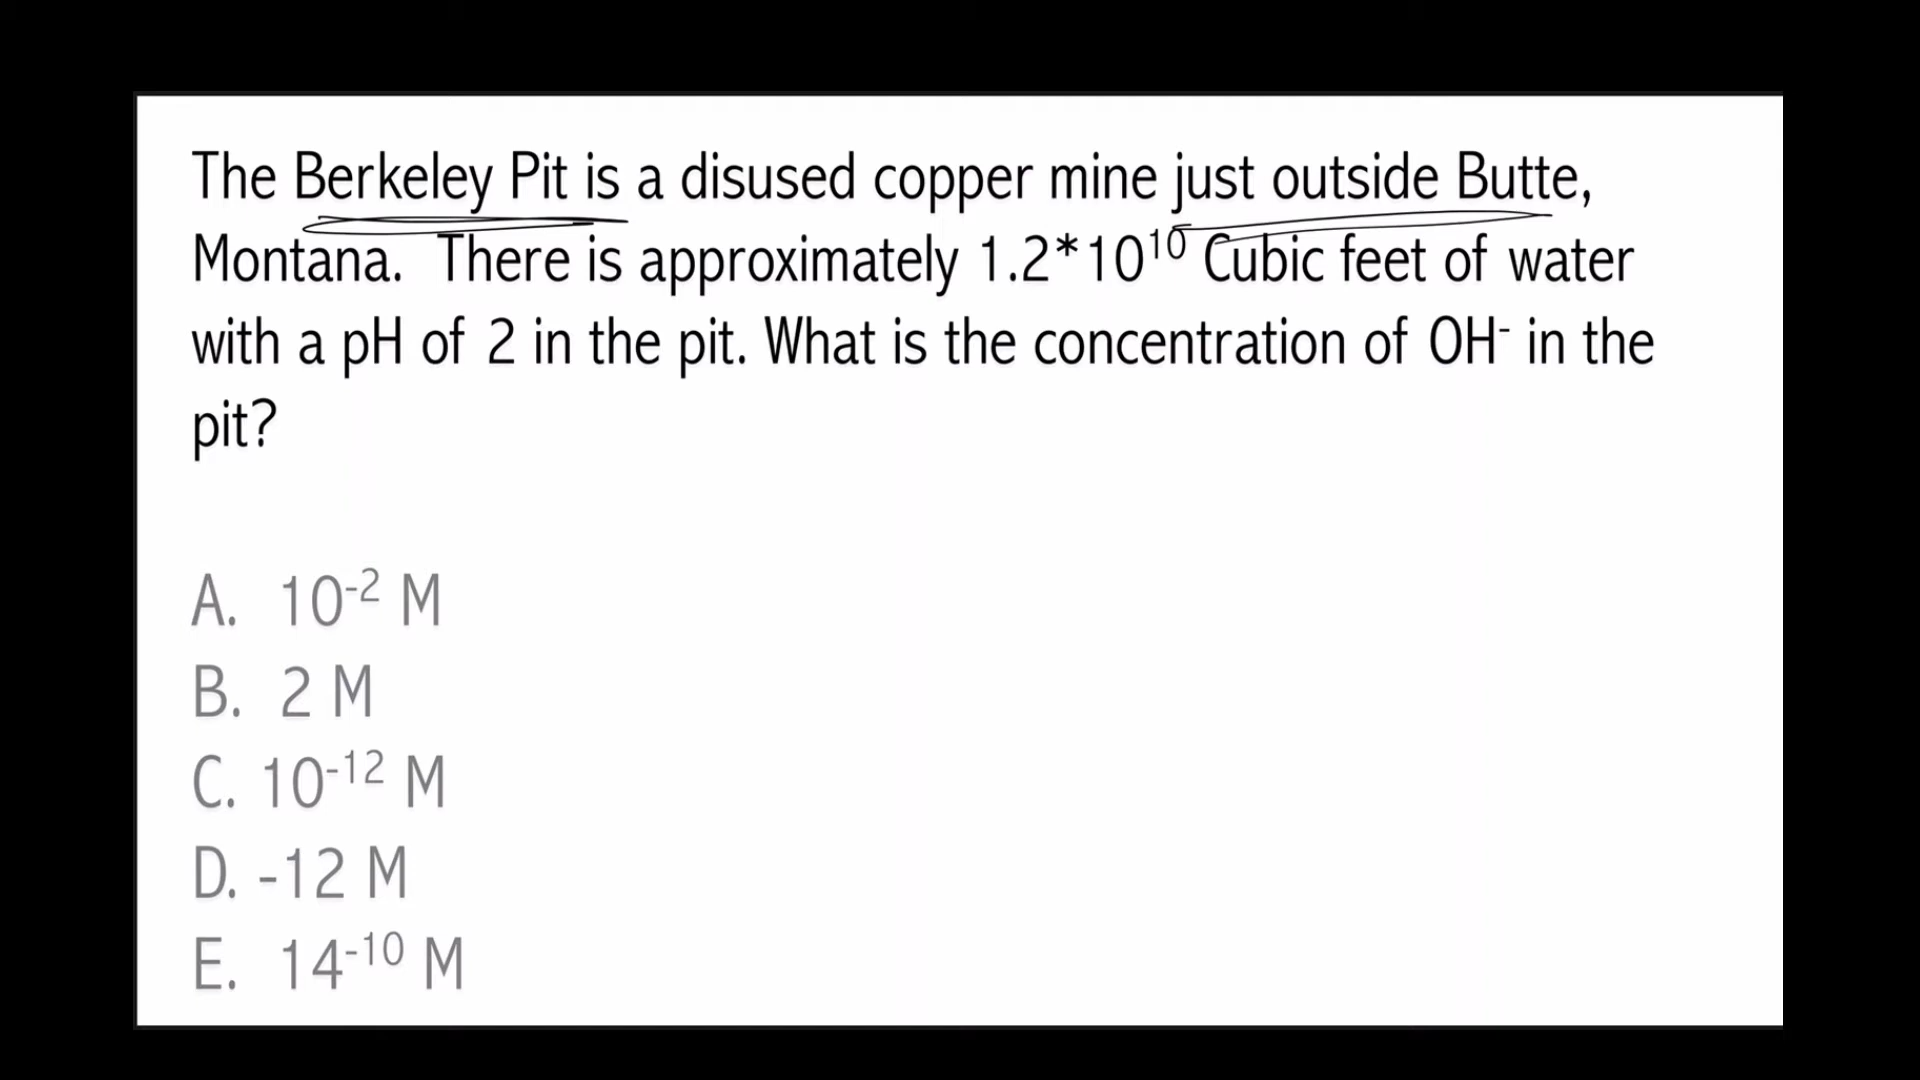 The Berkeley Pit is a disused copper mine just outside Butte,
Montana. There is approximately 1.2*10¹⁰ Cubic feet of water
with a pH of 2 in the pit. What is the concentration of OH⁻ in the
pit?
A. 10⁻² M
B. 2 M
C. 10⁻¹² M
D. -12 M
E. 14⁻¹⁰ M